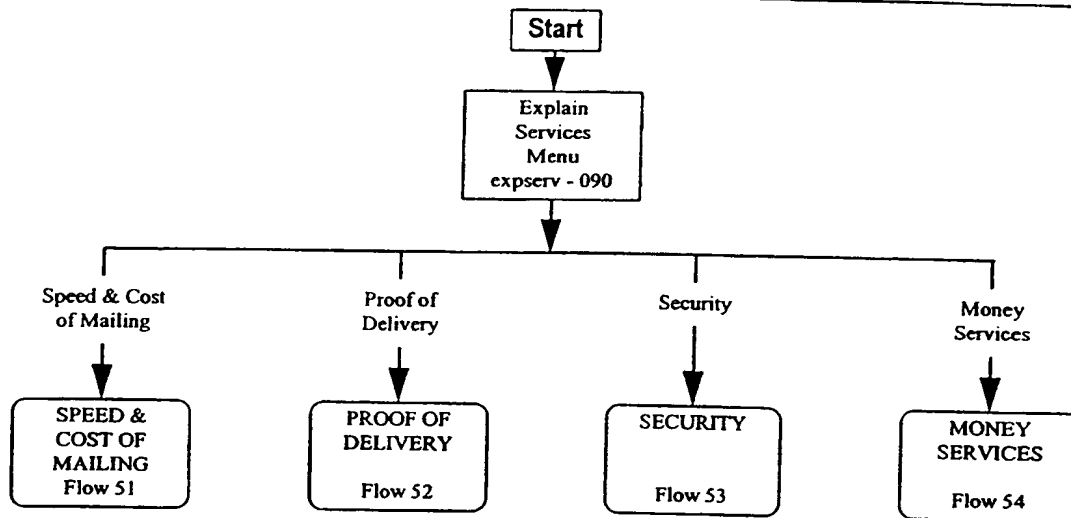 Start
Explain
Services
Menu
expserv - 090
Speed & Cost
of Mailing
Proof of
Delivery
Security
Money
Services
SPEED &
COST OF
MAILING
Flow 51
PROOF OF
DELIVERY
Flow 52
SECURITY
Flow 53
MONEY
SERVICES
Flow 54